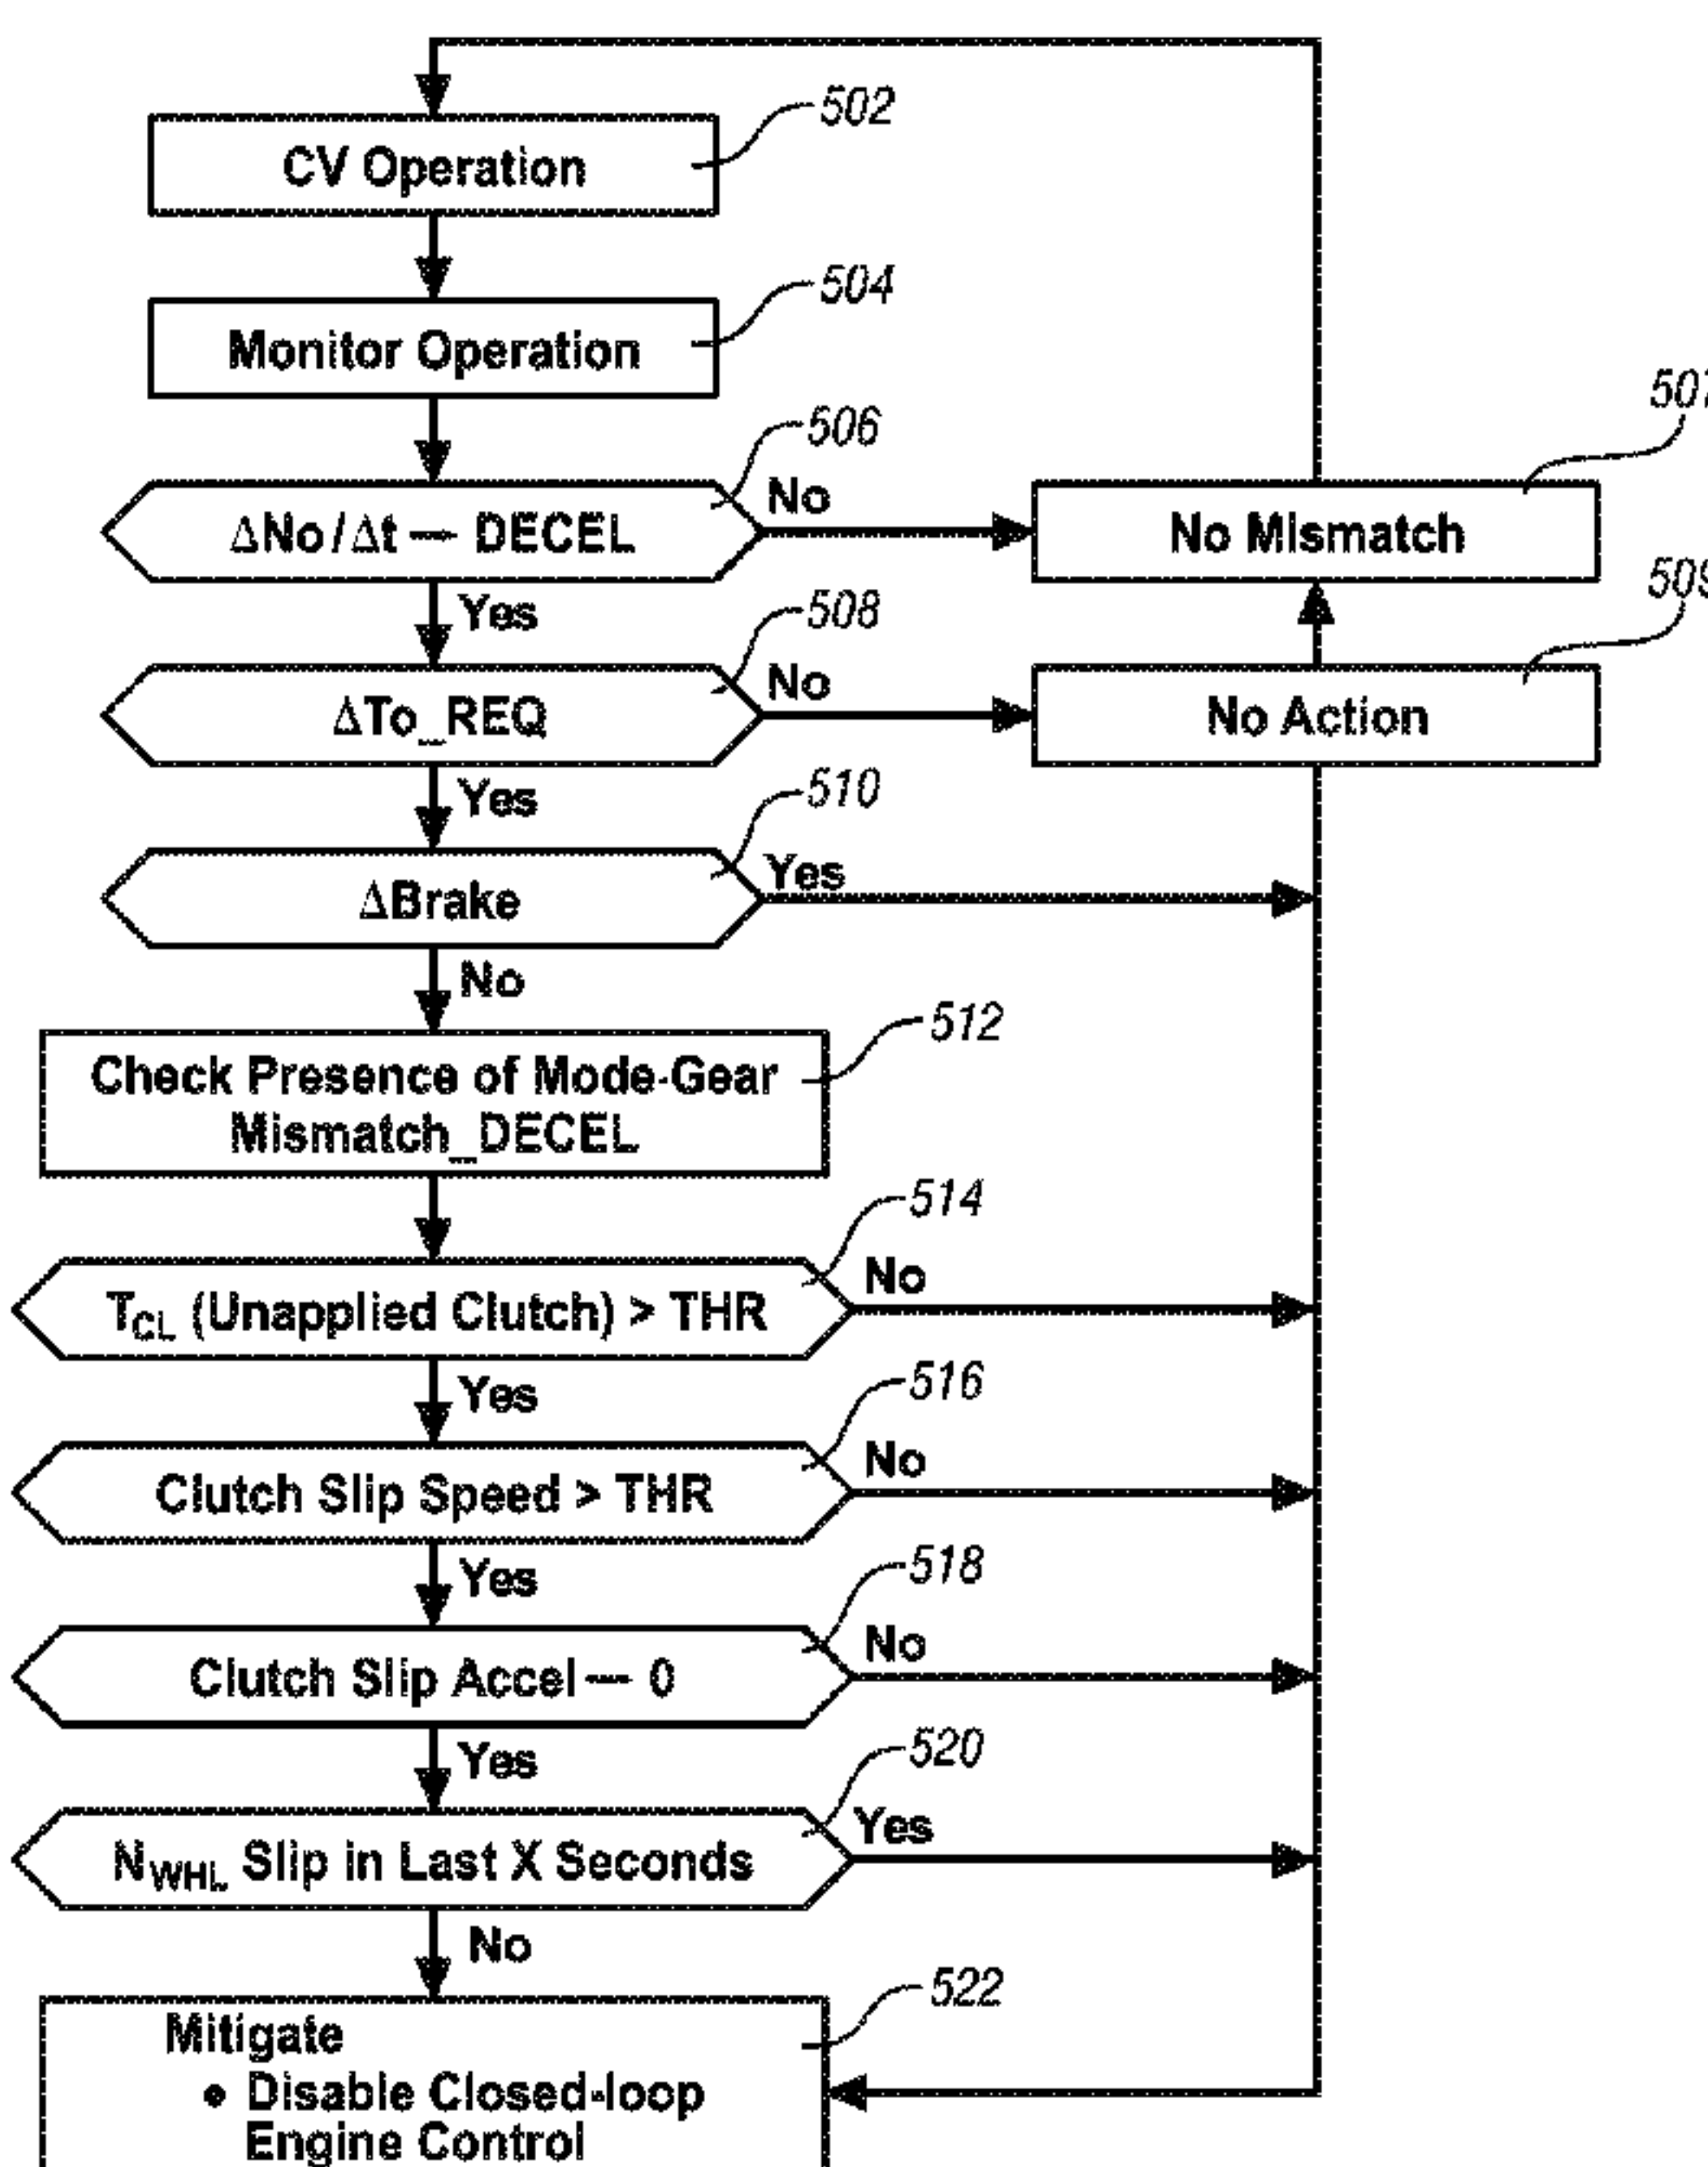 502
CV Operation
504
Monitor Operation
506
ΔNo/Δt — DECEL
No
No Mismatch
Yes
508
ΔTo_REQ
No
No Action
Yes
510
ΔBrake
Yes
No
512
Check Presence of Mode-Gear
Mismatch_DECEL
514
TCL (Unapplied Clutch) > THR
No
Yes
516
Clutch Slip Speed > THR
No
Yes
518
Clutch Slip Accel — 0
No
Yes
520
NWHL Slip in Last X Seconds
Yes
No
522
Mitigate
• Disable Closed-loop
Engine Control